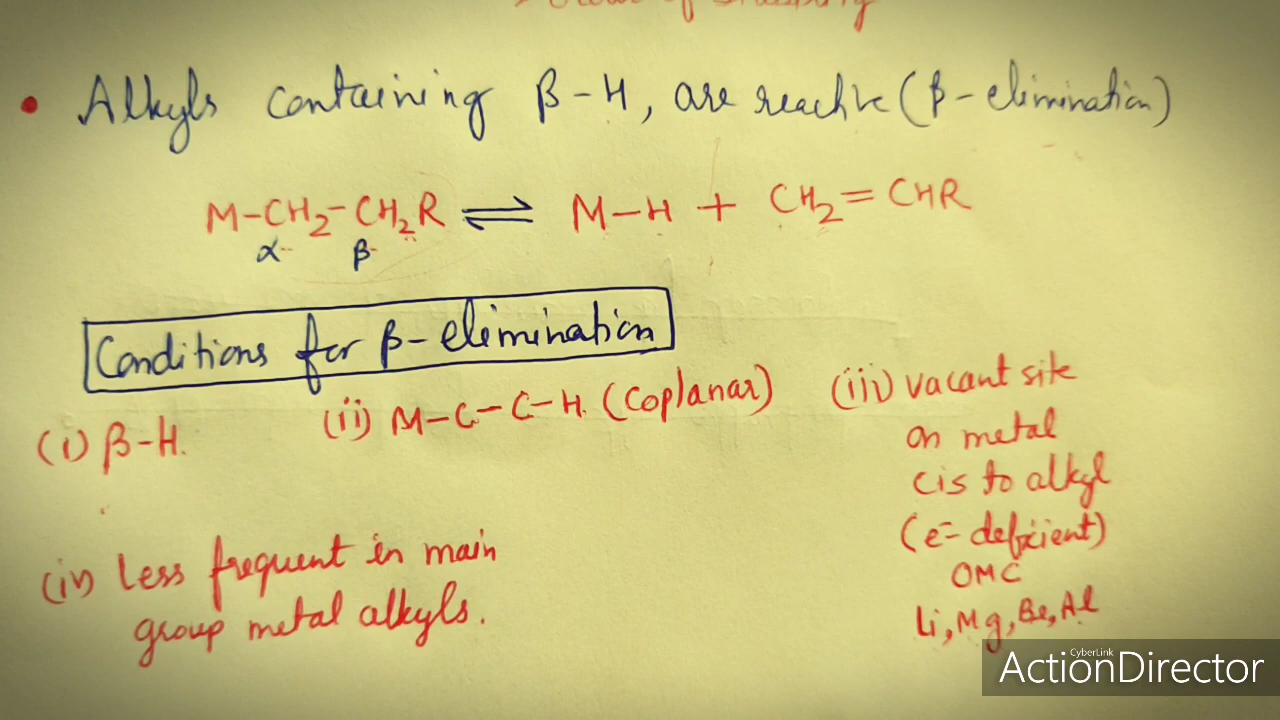 Order of
• Alkyls containing β-H, are reactive (β-elimination)
M-CH₂-CH₂R ⇌ M-H + CH₂=CHR
α β
Conditions for β-elimination
(i) β-H.
(ii) M-C-C-H. (Coplanar)
(iii) vacant site
on metal
cis to alkyl
(e⁻-deficient)
OMC
Li, Mg, Be, Al
(iv) Less frequent in main
group metal alkyls.
CyberLink
ActionDirector